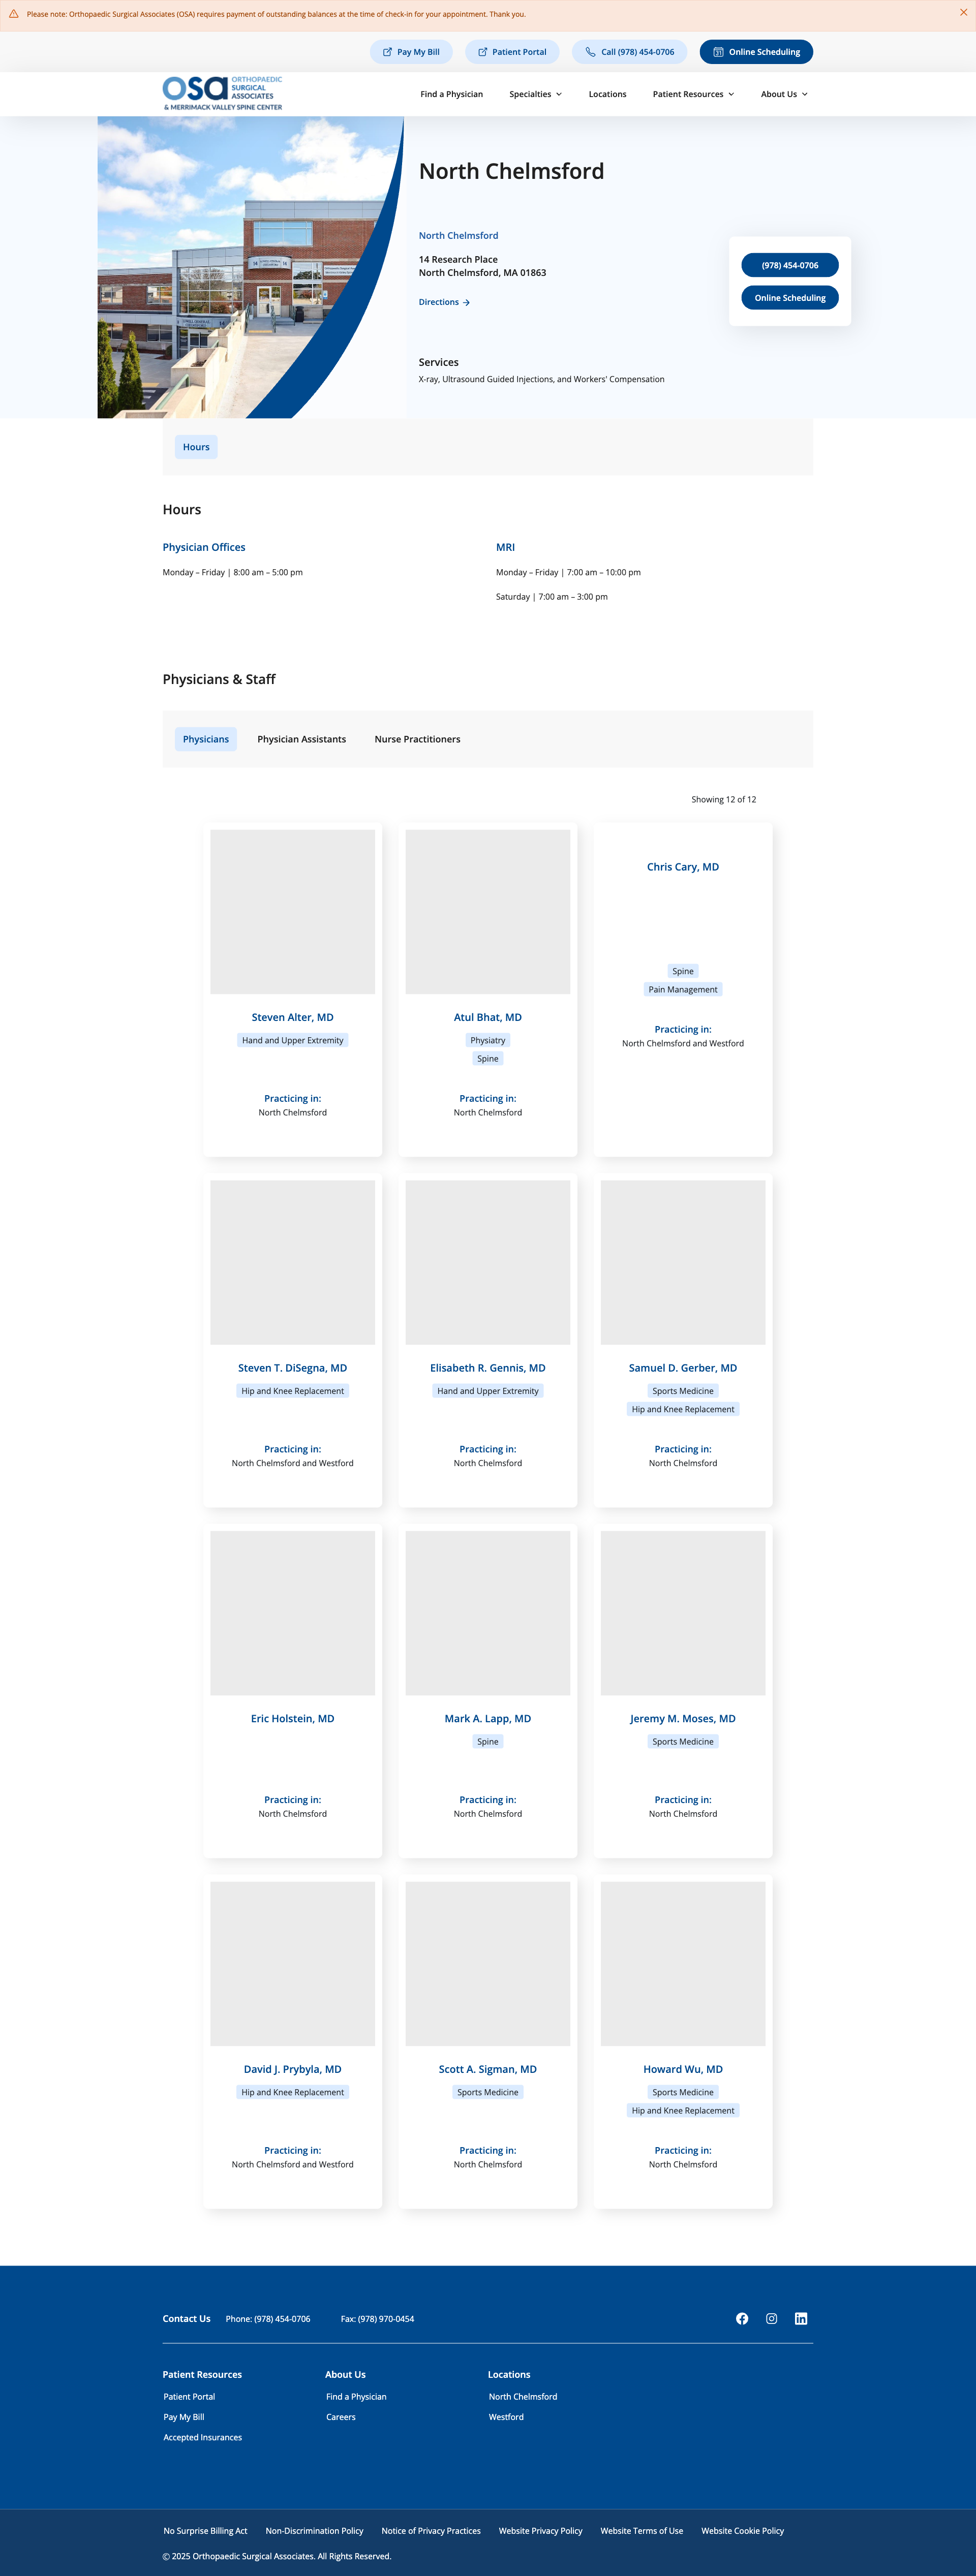 Please note: Orthopaedic Surgical Associates (OSA) requires payment of outstanding balances at the time of check-in for your appointment. Thank you.
Pay My Bill
Patient Portal
Call (978) 454-0706
Online Scheduling
osa ORTHOPAEDIC
SURGICAL
ASSOCIATES
& MERRIMACK VALLEY SPINE CENTER
Find a Physician
Specialties
Locations
Patient Resources
About Us
North Chelmsford
North Chelmsford
14 Research Place
North Chelmsford, MA 01863
Directions
(978) 454-0706
Online Scheduling
Services
X-ray, Ultrasound Guided Injections, and Workers' Compensation
Hours
Hours
Physician Offices
Monday – Friday | 8:00 am – 5:00 pm
MRI
Monday – Friday | 7:00 am – 10:00 pm
Saturday | 7:00 am – 3:00 pm
Physicians & Staff
Physicians
Physician Assistants
Nurse Practitioners
Showing 12 of 12
Steven Alter, MD
Hand and Upper Extremity
Practicing in:
North Chelmsford
Atul Bhat, MD
Physiatry
Spine
Practicing in:
North Chelmsford
Chris Cary, MD
Spine
Pain Management
Practicing in:
North Chelmsford and Westford
Steven T. DiSegna, MD
Hip and Knee Replacement
Practicing in:
North Chelmsford and Westford
Elisabeth R. Gennis, MD
Hand and Upper Extremity
Practicing in:
North Chelmsford
Samuel D. Gerber, MD
Sports Medicine
Hip and Knee Replacement
Practicing in:
North Chelmsford
Eric Holstein, MD
Practicing in:
North Chelmsford
Mark A. Lapp, MD
Spine
Practicing in:
North Chelmsford
Jeremy M. Moses, MD
Sports Medicine
Practicing in:
North Chelmsford
David J. Prybyla, MD
Hip and Knee Replacement
Practicing in:
North Chelmsford and Westford
Scott A. Sigman, MD
Sports Medicine
Practicing in:
North Chelmsford
Howard Wu, MD
Sports Medicine
Hip and Knee Replacement
Practicing in:
North Chelmsford
Contact Us
Phone: (978) 454-0706
Fax: (978) 970-0454
Patient Resources
Patient Portal
Pay My Bill
Accepted Insurances
About Us
Find a Physician
Careers
Locations
North Chelmsford
Westford
No Surprise Billing Act
Non-Discrimination Policy
Notice of Privacy Practices
Website Privacy Policy
Website Terms of Use
Website Cookie Policy
© 2025 Orthopaedic Surgical Associates. All Rights Reserved.